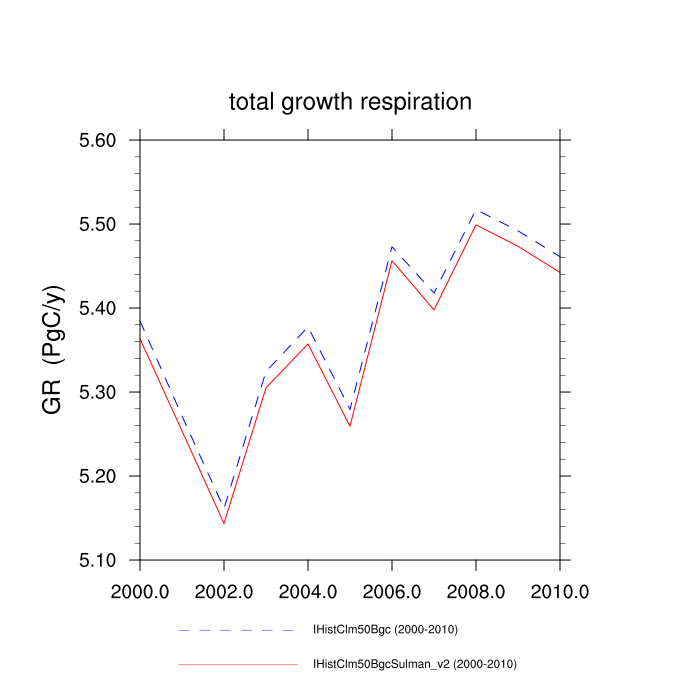 total growth respiration
GR (PgC/y)
5.60
5.50
5.40
5.30
5.20
5.10
2000.0 2002.0 2004.0 2006.0 2008.0 2010.0
IHistClm50Bgc (2000-2010)
IHistClm50BgcSulman_v2 (2000-2010)